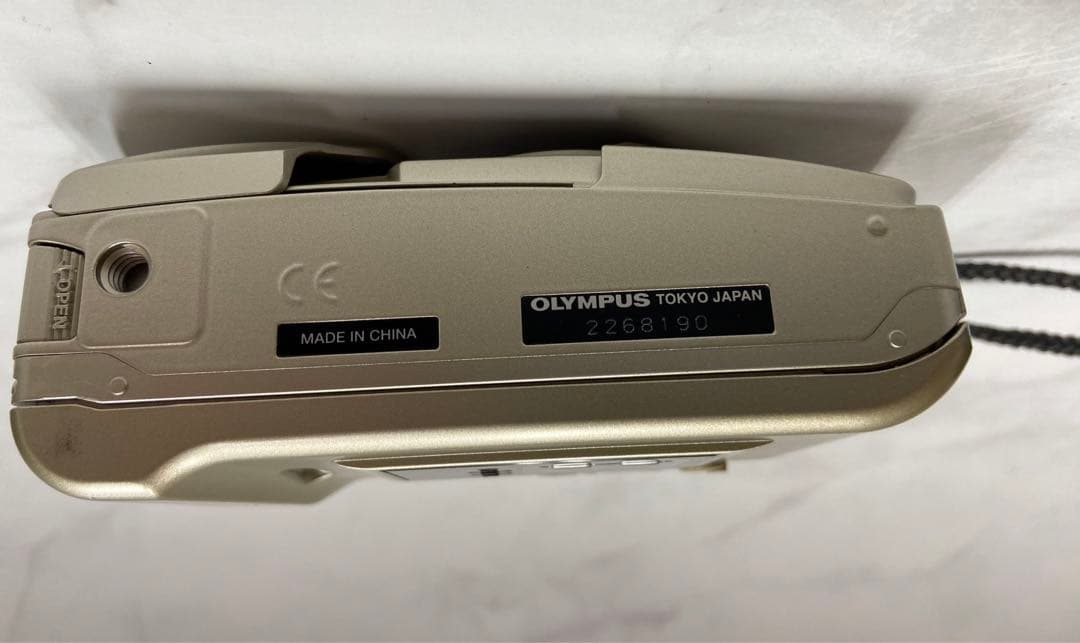 OPEN
CE
MADE IN CHINA
OLYMPUS TOKYO JAPAN
2268190